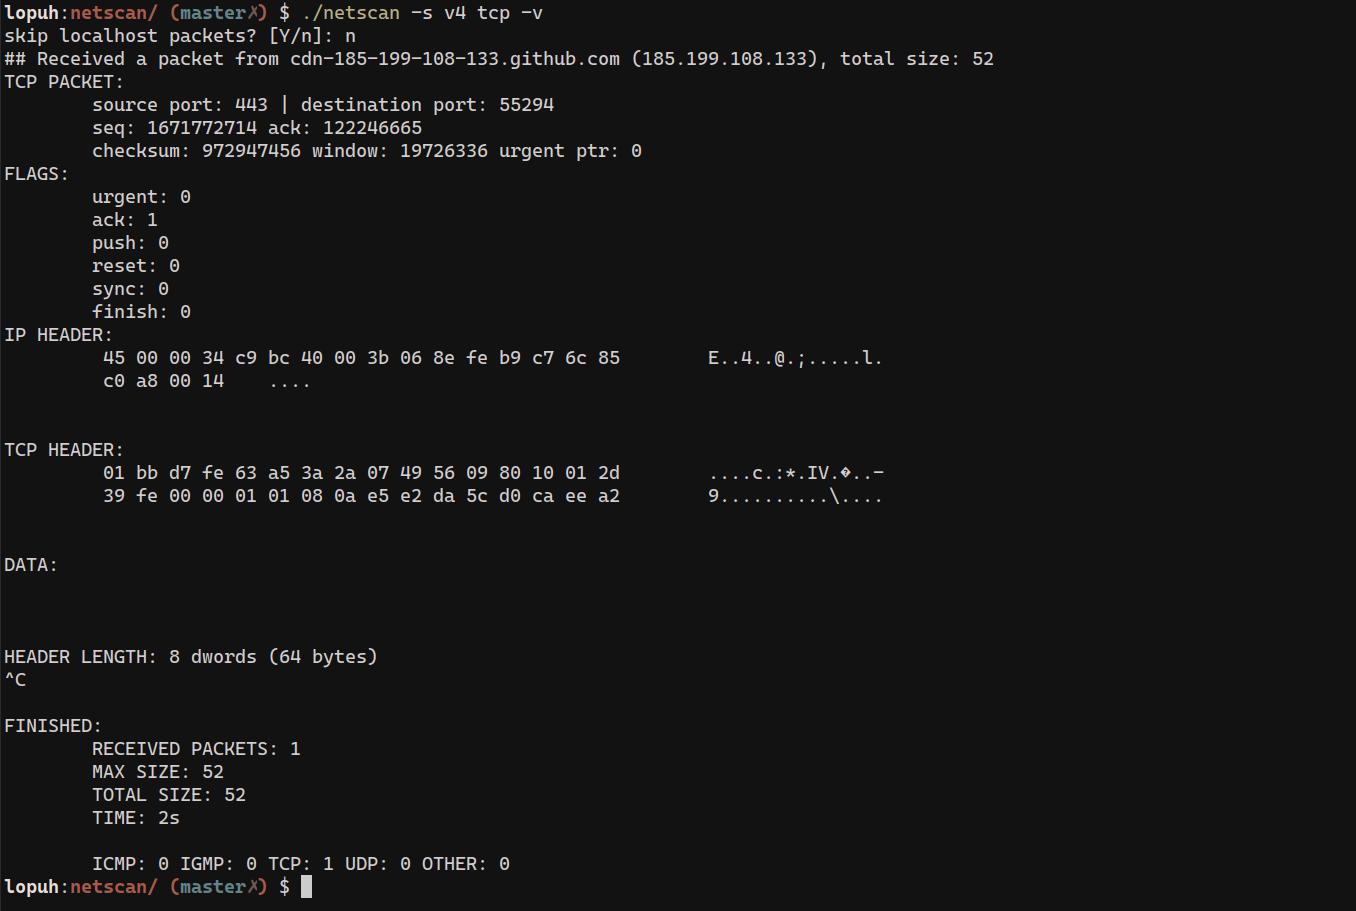 lopuh:netscan/ (master✗) $ ./netscan -s v4 tcp -v
skip localhost packets? [Y/n]: n
## Received a packet from cdn-185-199-108-133.github.com (185.199.108.133), total size: 52
TCP PACKET:
        source port: 443 | destination port: 55294
        seq: 1671772714 ack: 122246665
        checksum: 972947456 window: 19726336 urgent ptr: 0
FLAGS:
        urgent: 0
        ack: 1
        push: 0
        reset: 0
        sync: 0
        finish: 0
IP HEADER:
         45 00 00 34 c9 bc 40 00 3b 06 8e fe b9 c7 6c 85        E..4..@.;.....l.
         c0 a8 00 14    ....
TCP HEADER:
         01 bb d7 fe 63 a5 3a 2a 07 49 56 09 80 10 01 2d        ....c.:*.IV.�..-
         39 fe 00 00 01 01 08 0a e5 e2 da 5c d0 ca ee a2        9..........\....
DATA:
HEADER LENGTH: 8 dwords (64 bytes)
^C
FINISHED:
        RECEIVED PACKETS: 1
        MAX SIZE: 52
        TOTAL SIZE: 52
        TIME: 2s
        ICMP: 0 IGMP: 0 TCP: 1 UDP: 0 OTHER: 0
lopuh:netscan/ (master✗) $